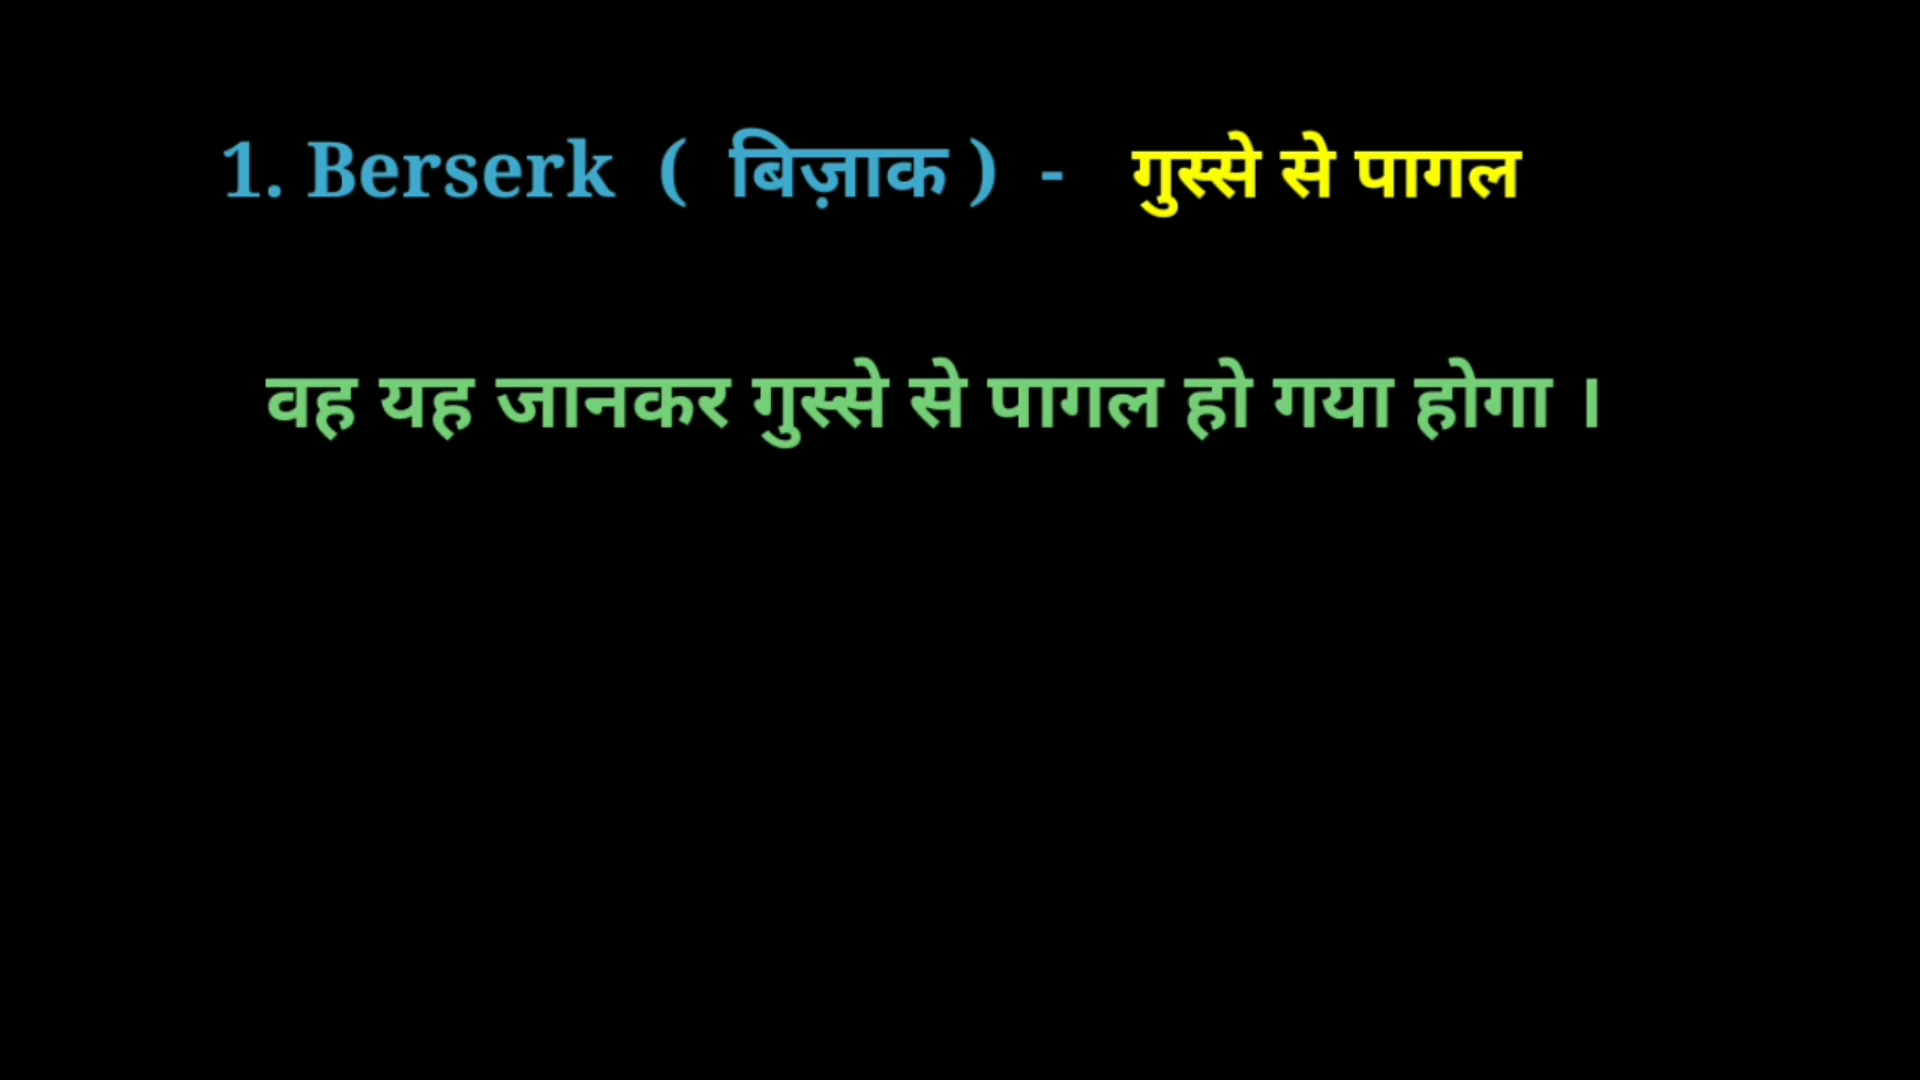 1. Berserk ( बिज़ाक ) - गुस्से से पागल
वह यह जानकर गुस्से से पागल हो गया होगा ।